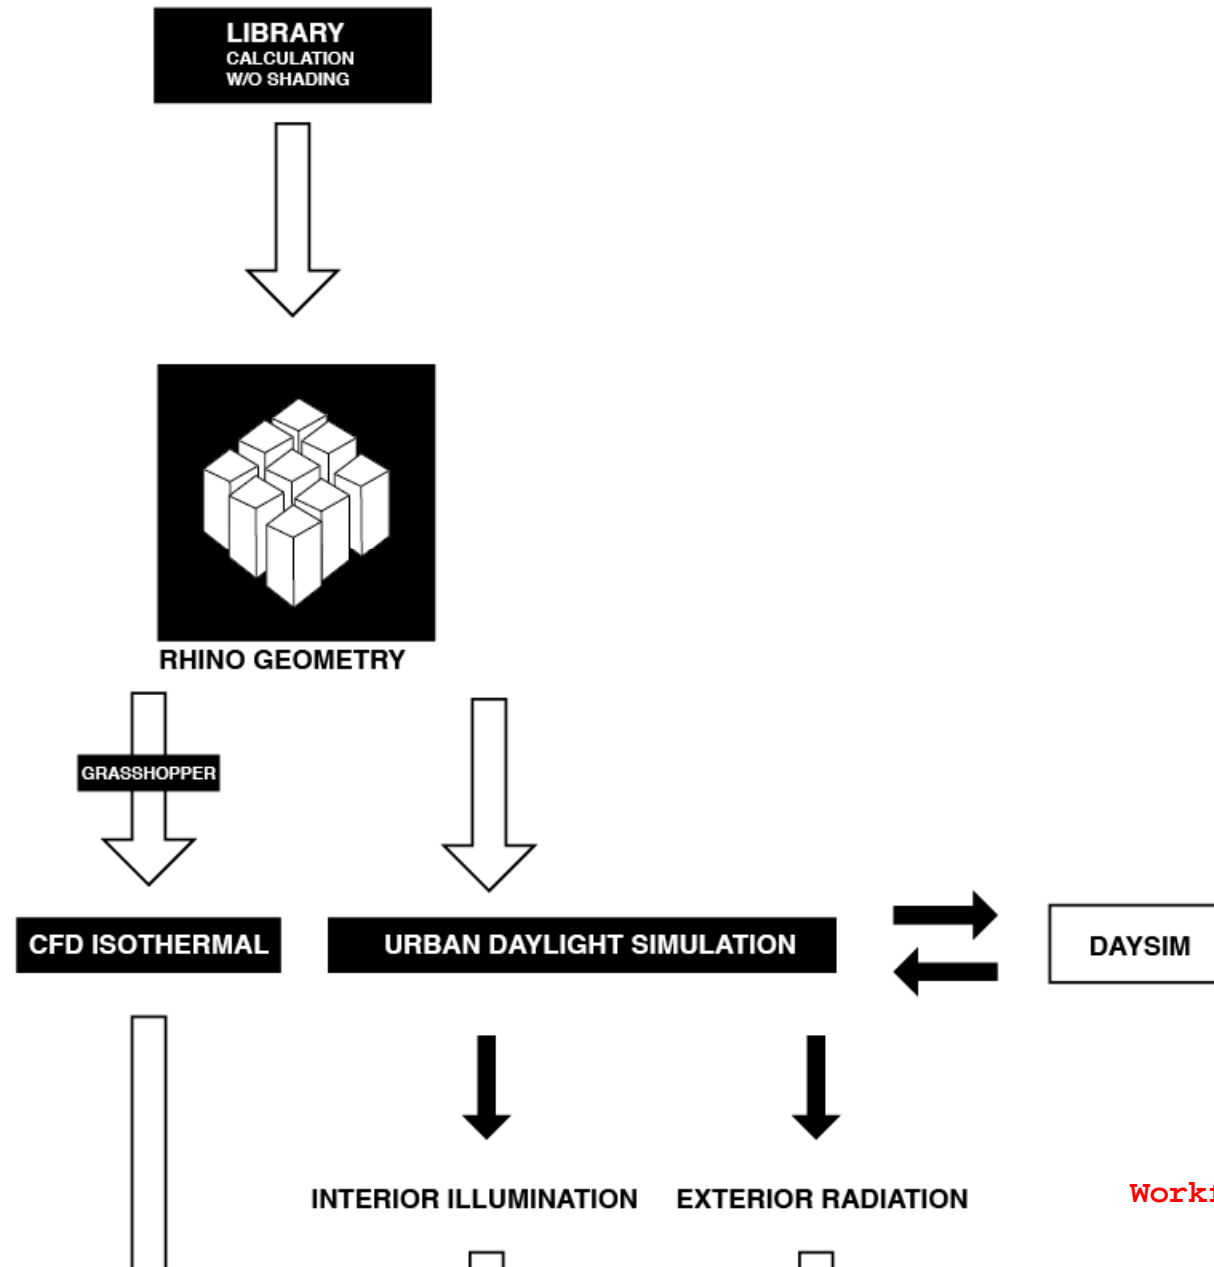 LIBRARY
CALCULATION
W/O SHADING
RHINO GEOMETRY
GRASSHOPPER
CFD ISOTHERMAL
URBAN DAYLIGHT SIMULATION
DAYSIM
INTERIOR ILLUMINATION
EXTERIOR RADIATION